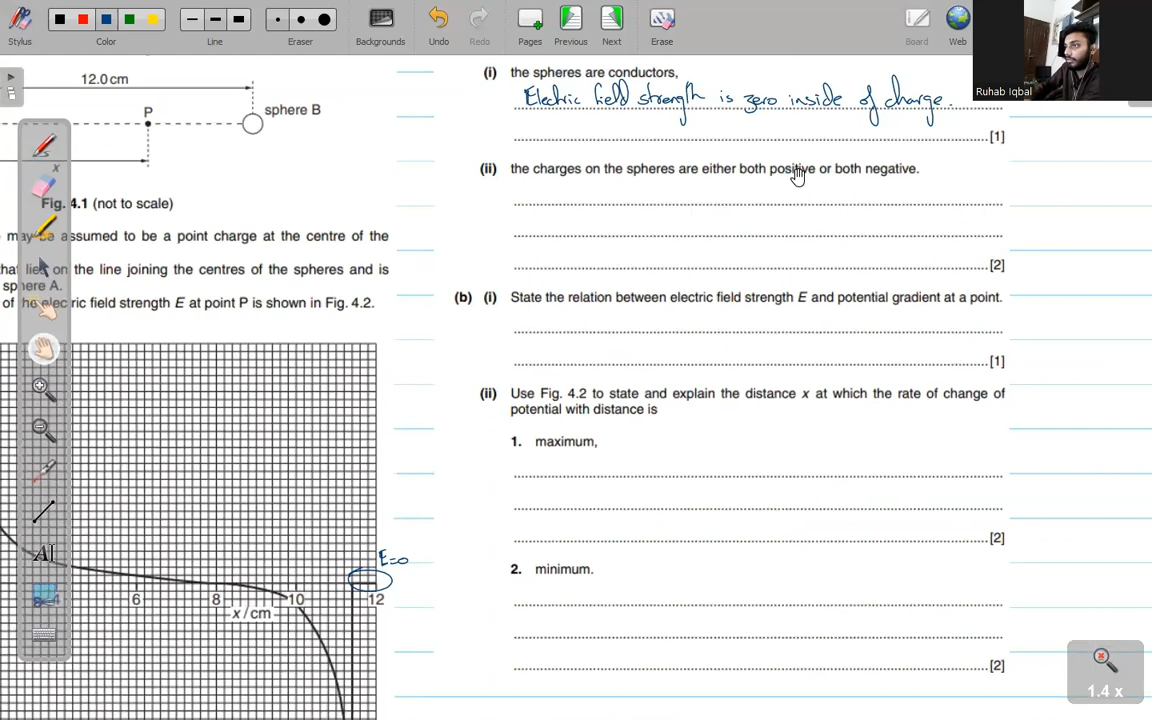 Stylus
Color
Line
Eraser
Backgrounds
Undo
Redo
Pages
Previous
Next
Erase
Board
Web
Ruhab Iqbal
12.0 cm
P
sphere B
x
Fig. 4.1 (not to scale)
may be assumed to be a point charge at the centre of the
that lies on the line joining the centres of the spheres and is
sphere A.
of the electric field strength E at point P is shown in Fig. 4.2.
E=0
4
6
8
10
12
x / cm
(i) the spheres are conductors,
Electric field strength is zero inside of charge.
[1]
(ii) the charges on the spheres are either both positive or both negative.
[2]
(b) (i) State the relation between electric field strength E and potential gradient at a point.
[1]
(ii) Use Fig. 4.2 to state and explain the distance x at which the rate of change of
potential with distance is
1. maximum,
[2]
2. minimum.
[2]
1.4 x